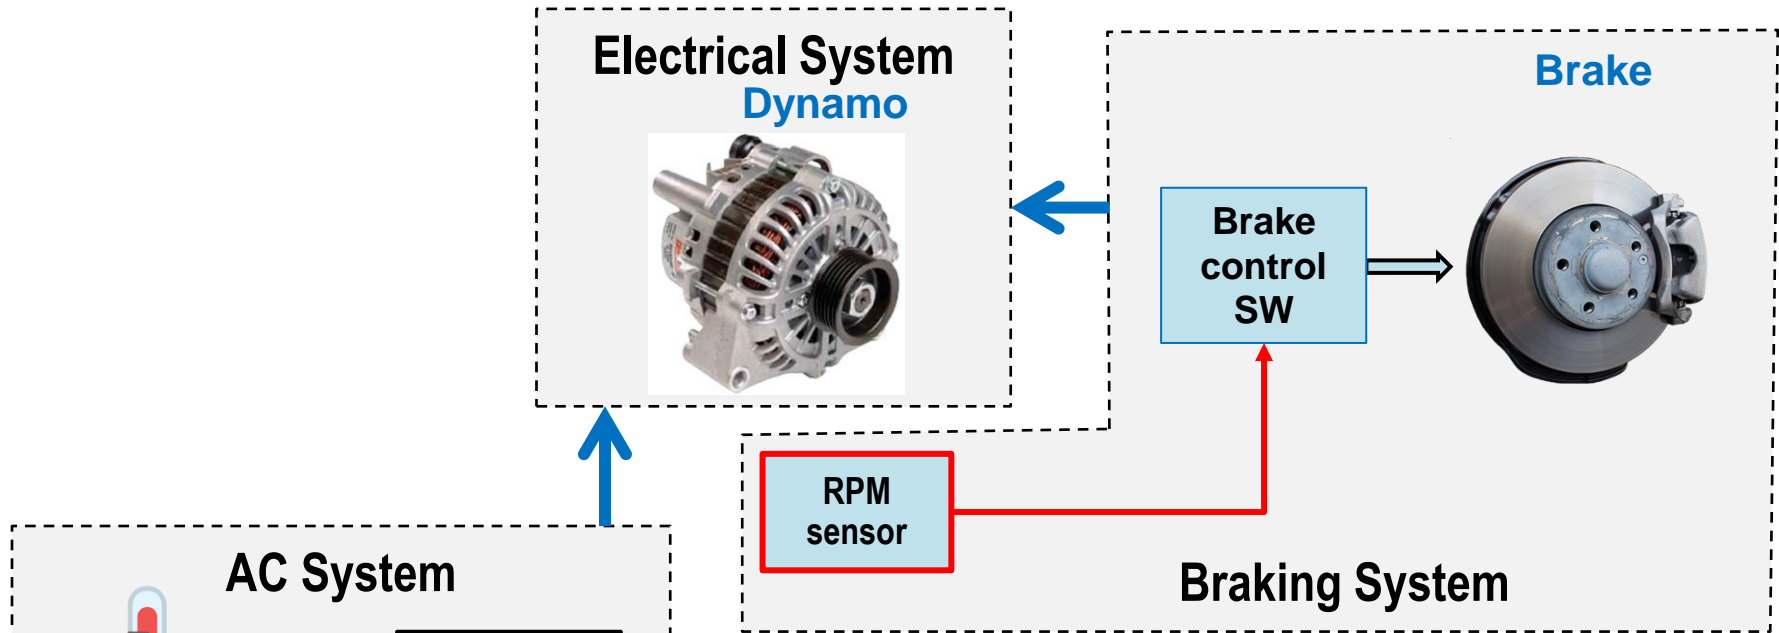 Electrical System
Dynamo
Brake
Brake
control
SW
RPM
sensor
AC System
Braking System